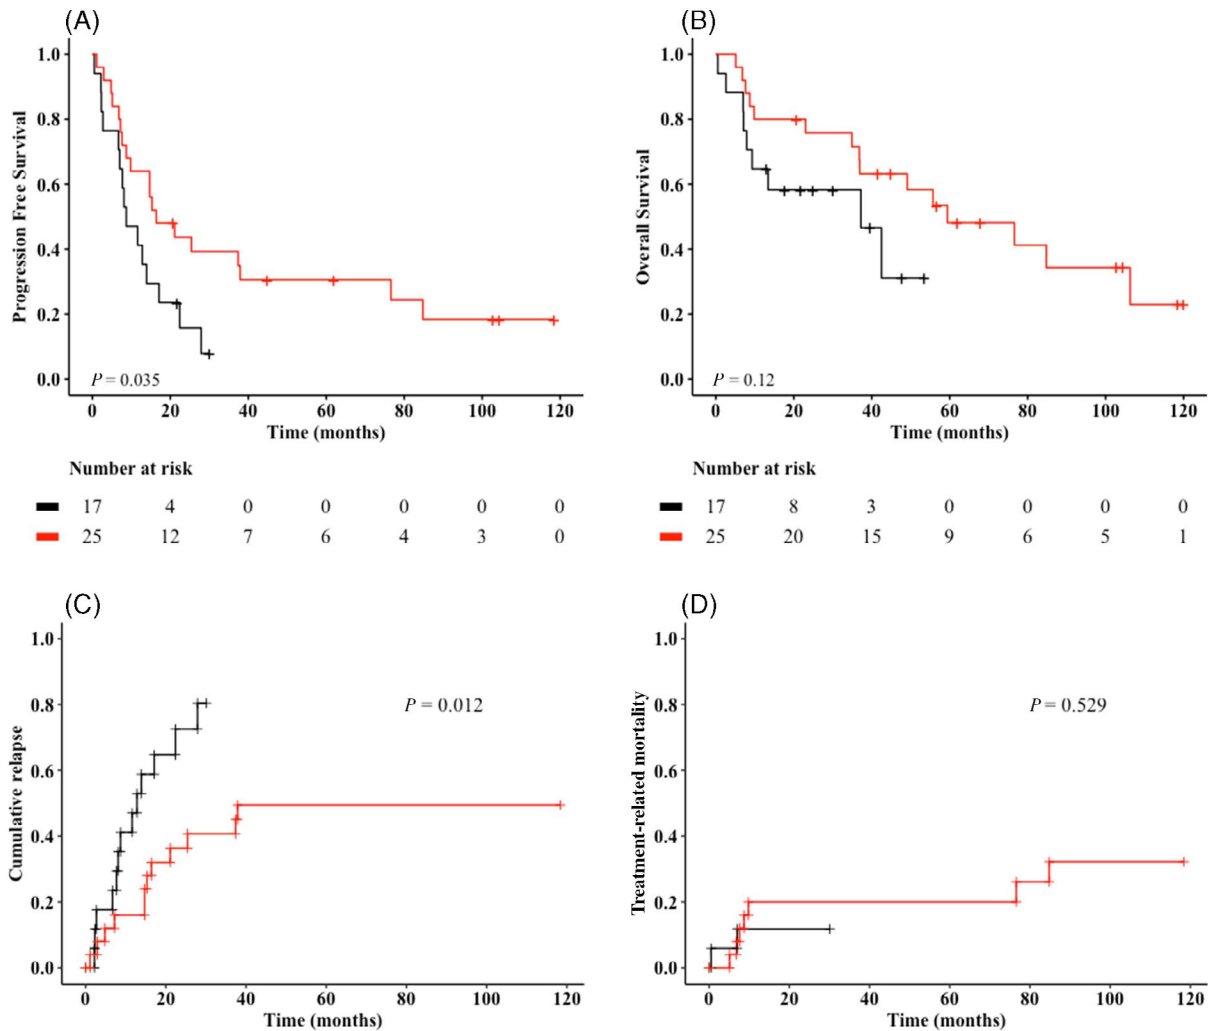 (A)
Progression Free Survival
1.0
0.8
0.6
0.4
0.2
0.0
P = 0.035
0 20 40 60 80 100 120
Time (months)
Number at risk
17 4 0 0 0 0 0
25 12 7 6 4 3 0
(B)
Overall Survival
1.0
0.8
0.6
0.4
0.2
0.0
P = 0.12
0 20 40 60 80 100 120
Time (months)
Number at risk
17 8 3 0 0 0 0
25 20 15 9 6 5 1
(C)
Cumulative relapse
1.0
0.8
0.6
0.4
0.2
0.0
P = 0.012
0 20 40 60 80 100 120
Time (months)
(D)
Treatment-related mortality
1.0
0.8
0.6
0.4
0.2
0.0
P = 0.529
0 20 40 60 80 100 120
Time (months)